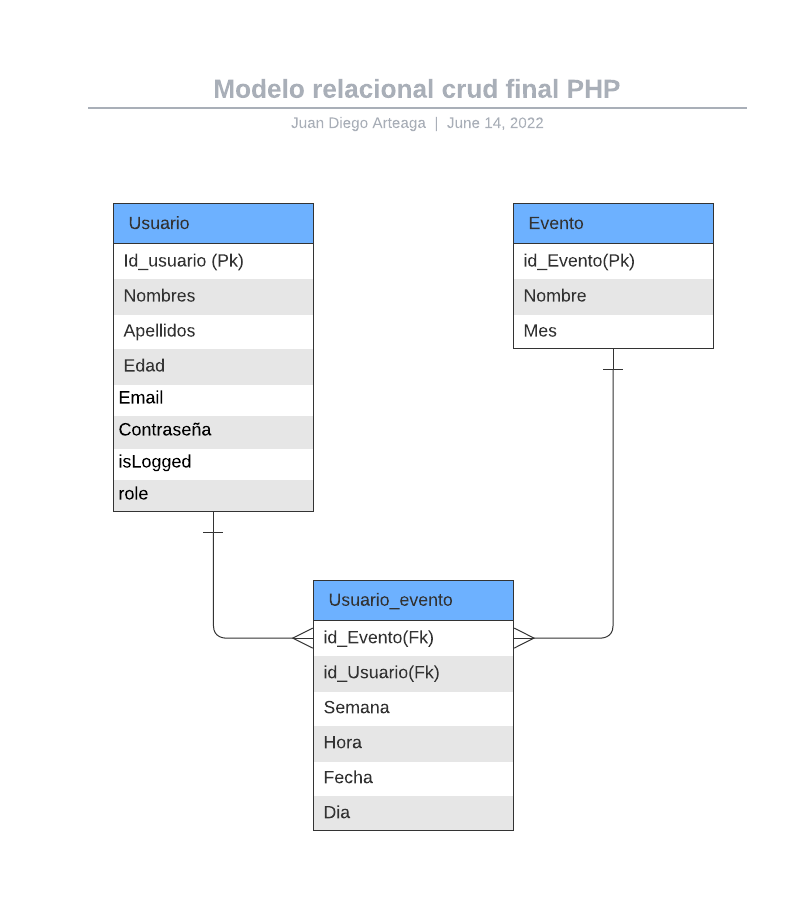 Modelo relacional crud final PHP
Juan Diego Arteaga | June 14, 2022
Usuario
Id_usuario (Pk)
Nombres
Apellidos
Edad
Email
Contraseña
isLogged
role
Evento
id_Evento(Pk)
Nombre
Mes
Usuario_evento
id_Evento(Fk)
id_Usuario(Fk)
Semana
Hora
Fecha
Dia